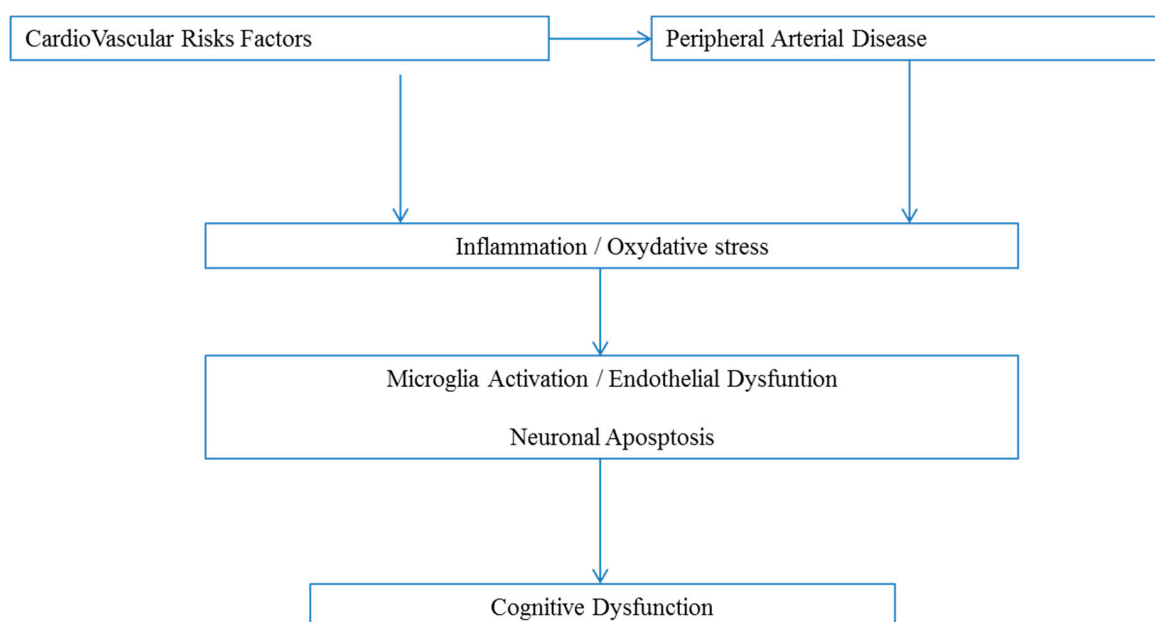 CardioVascular Risks Factors
Peripheral Arterial Disease
Inflammation / Oxydative stress
Microglia Activation / Endothelial Dysfuntion
Neuronal Aposptosis
Cognitive Dysfunction